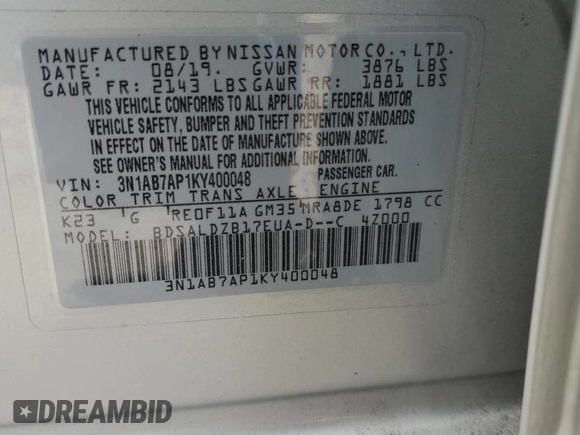 MANUFACTURED BY NISSAN MOTOR CO., LTD.
DATE: 08/19. GVWR: 3876 LBS
GAWR FR: 2143 LBS GAWR RR: 1881 LBS
THIS VEHICLE CONFORMS TO ALL APPLICABLE FEDERAL MOTOR
VEHICLE SAFETY, BUMPER AND THEFT PREVENTION STANDARDS
IN EFFECT ON THE DATE OF MANUFACTURE SHOWN ABOVE.
SEE OWNER'S MANUAL FOR ADDITIONAL INFORMATION.
VIN: 3N1AB7AP1KY400048 PASSENGER CAR.
COLOR TRIM TRANS AXLE ENGINE
K23 G RE0F11A GM35 MRA8DE 1798 CC
MODEL: BDSALDZB17EUA-D--C 4Z000
3N1AB7AP1KY400048
DREAMBID